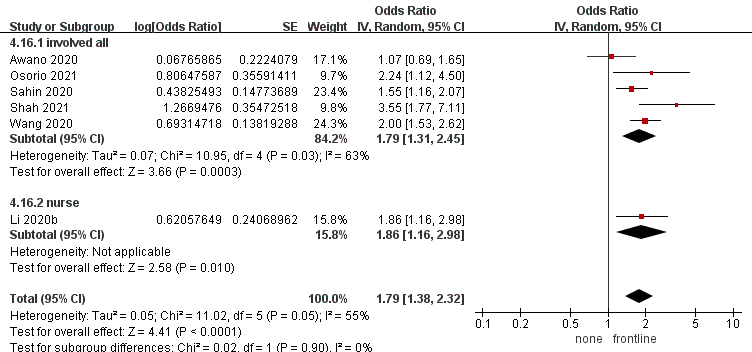 Odds Ratio Odds Ratio
Study or Subgroup log[Odds Ratio] SE Weight IV, Random, 95% CI IV, Random, 95% CI
4.16.1 involved all
Awano 2020 0.06765865 0.2224079 17.1% 1.07 [0.69, 1.65]
Osorio 2021 0.80647587 0.35591411 9.7% 2.24 [1.12, 4.50]
Sahin 2020 0.43825493 0.14773689 23.4% 1.55 [1.16, 2.07]
Shah 2021 1.2669476 0.35472518 9.8% 3.55 [1.77, 7.11]
Wang 2020 0.69314718 0.13819288 24.3% 2.00 [1.53, 2.62]
Subtotal (95% CI) 84.2% 1.79 [1.31, 2.45]
Heterogeneity: Tau² = 0.07; Chi² = 10.95, df = 4 (P = 0.03); I² = 63%
Test for overall effect: Z = 3.66 (P = 0.0003)
4.16.2 nurse
Li 2020b 0.62057649 0.24068962 15.8% 1.86 [1.16, 2.98]
Subtotal (95% CI) 15.8% 1.86 [1.16, 2.98]
Heterogeneity: Not applicable
Test for overall effect: Z = 2.58 (P = 0.010)
Total (95% CI) 100.0% 1.79 [1.38, 2.32]
Heterogeneity: Tau² = 0.05; Chi² = 11.02, df = 5 (P = 0.05); I² = 55%
Test for overall effect: Z = 4.41 (P < 0.0001)
Test for subgroup differences: Chi² = 0.02, df = 1 (P = 0.90), I² = 0%
0.1 0.2 0.5 1 2 5 10
none frontline